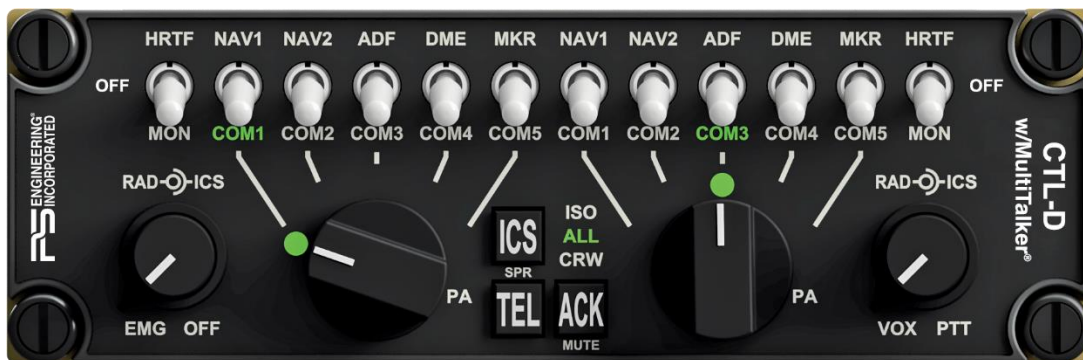 HRTF NAV1 NAV2 ADF DME MKR NAV1 NAV2 ADF DME MKR HRTF
OFF OFF
MON COM1 COM2 COM3 COM4 COM5 COM1 COM2 COM3 COM4 COM5 MON
PS ENGINEERING
INCORPORATED
CTL-D
w/MultiTalker®
RAD ICS
ICS
SPR
ISO
ALL
CRW
RAD ICS
PA
TEL
ACK
MUTE
PA
EMG OFF
VOX PTT